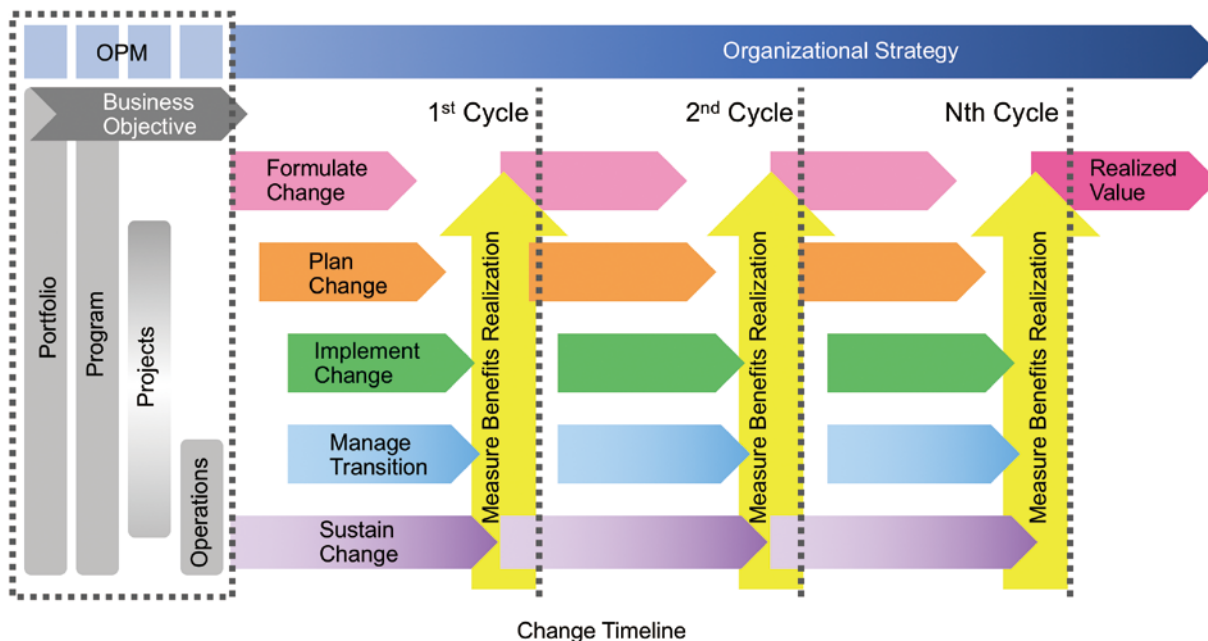 OPM
Organizational Strategy
Business
Objective
1st Cycle
2nd Cycle
Nth Cycle
Formulate
Change
Realized
Value
Plan
Change
Implement
Change
Manage
Transition
Sustain
Change
Portfolio
Program
Projects
Operations
Measure Benefits Realization
Measure Benefits Realization
Measure Benefits Realization
Change Timeline